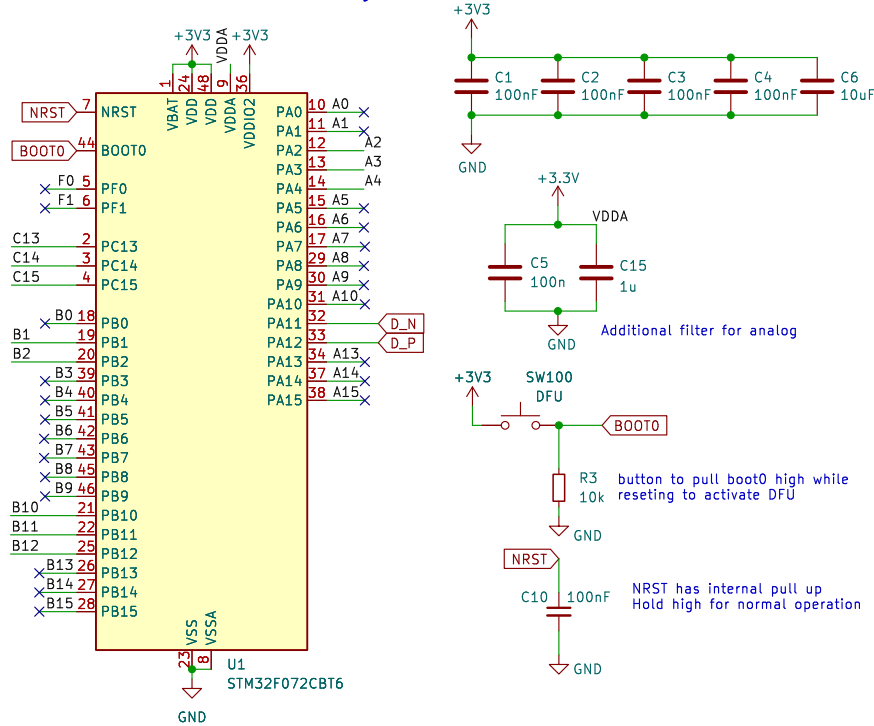 +3V3
VDDA
+3V3
1
24
48
9
36
VBAT
VDD
VDD
VDDA
VDDIO2
NRST
7
NRST
BOOT0
44
BOOT0
F0
5
PF0
F1
6
PF1
C13
2
PC13
C14
3
PC14
C15
4
PC15
B0
18
PB0
B1
19
PB1
B2
20
PB2
B3
39
PB3
B4
40
PB4
B5
41
PB5
B6
42
PB6
B7
43
PB7
B8
45
PB8
B9
46
PB9
B10
21
PB10
B11
22
PB11
B12
25
PB12
B13
26
PB13
B14
27
PB14
B15
28
PB15
PA0
10
A0
PA1
11
A1
PA2
12
A2
PA3
13
A3
PA4
14
A4
PA5
15
A5
PA6
16
A6
PA7
17
A7
PA8
29
A8
PA9
30
A9
PA10
31
A10
PA11
32
D_N
PA12
33
D_P
PA13
34
A13
PA14
37
A14
PA15
38
A15
VSS
VSSA
23
8
U1
STM32F072CBT6
GND
+3V3
C1
100nF
C2
100nF
C3
100nF
C4
100nF
C6
10uF
GND
+3.3V
VDDA
C5
100n
C15
1u
GND
Additional filter for analog
+3V3
SW100
DFU
BOOT0
R3
10k
button to pull boot0 high while
reseting to activate DFU
GND
NRST
C10
100nF
NRST has internal pull up
Hold high for normal operation
GND